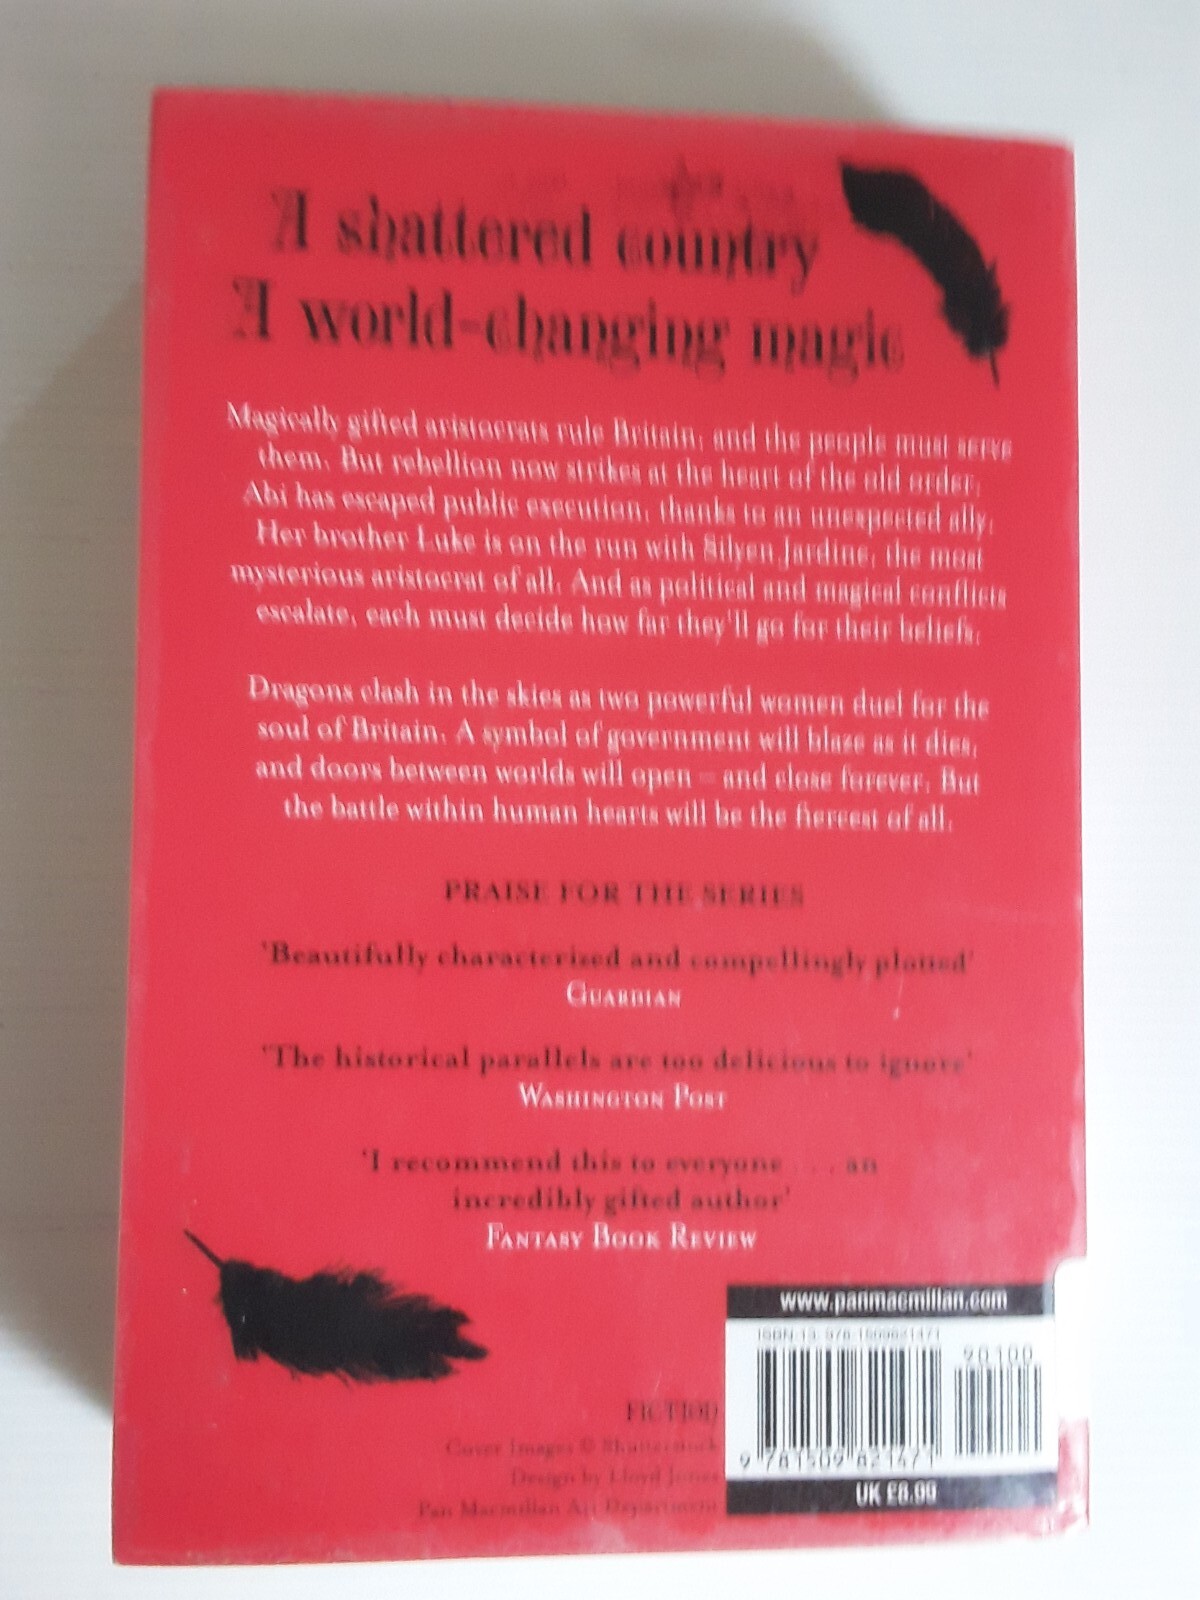 A shattered country
A world-changing magic
Magically gifted aristocrats rule Britain, and the people must serve
them. But rebellion now strikes at the heart of the old order.
Abi has escaped public execution, thanks to an unexpected ally.
Her brother Luke is on the run with Silyen Jardine, the most
mysterious aristocrat of all. And as political and magical conflicts
escalate, each must decide how far they'll go for their beliefs.
Dragons clash in the skies as two powerful women duel for the
soul of Britain. A symbol of government will blaze as it dies,
and doors between worlds will open – and close forever. But
the battle within human hearts will be the fiercest of all.
PRAISE FOR THE SERIES
'Beautifully characterized and compellingly plotted'
GUARDIAN
'The historical parallels are too delicious to ignore'
WASHINGTON POST
'I recommend this to everyone . . . an
incredibly gifted author'
FANTASY BOOK REVIEW
www.panmacmillan.com
ISBN-13 978-1509821471
90100
9 781509 821471
UK £8.99
FICTION
Cover Images © Shutterstock
Design by Lloyd Jones
Pan Macmillan Art Department